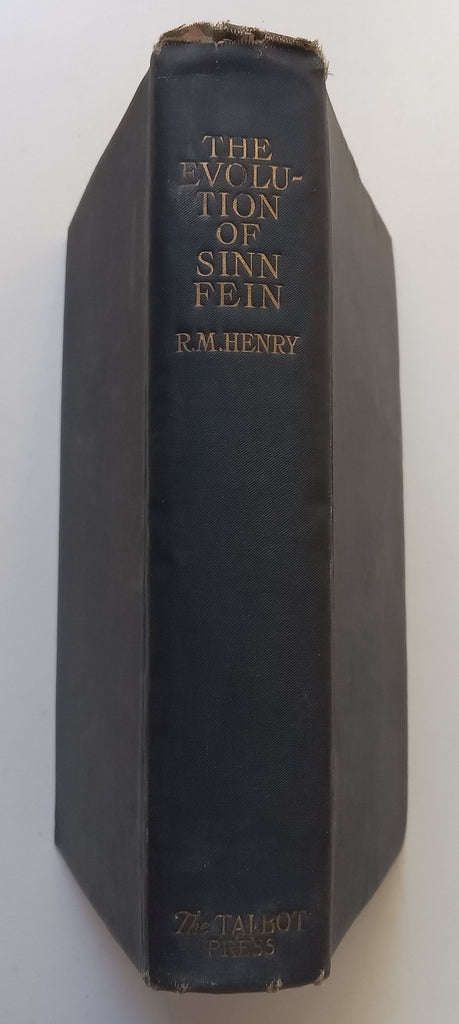 THE
EVOLU-
TION
OF
SINN
FEIN
R.M.HENRY
The TALBOT
PRESS